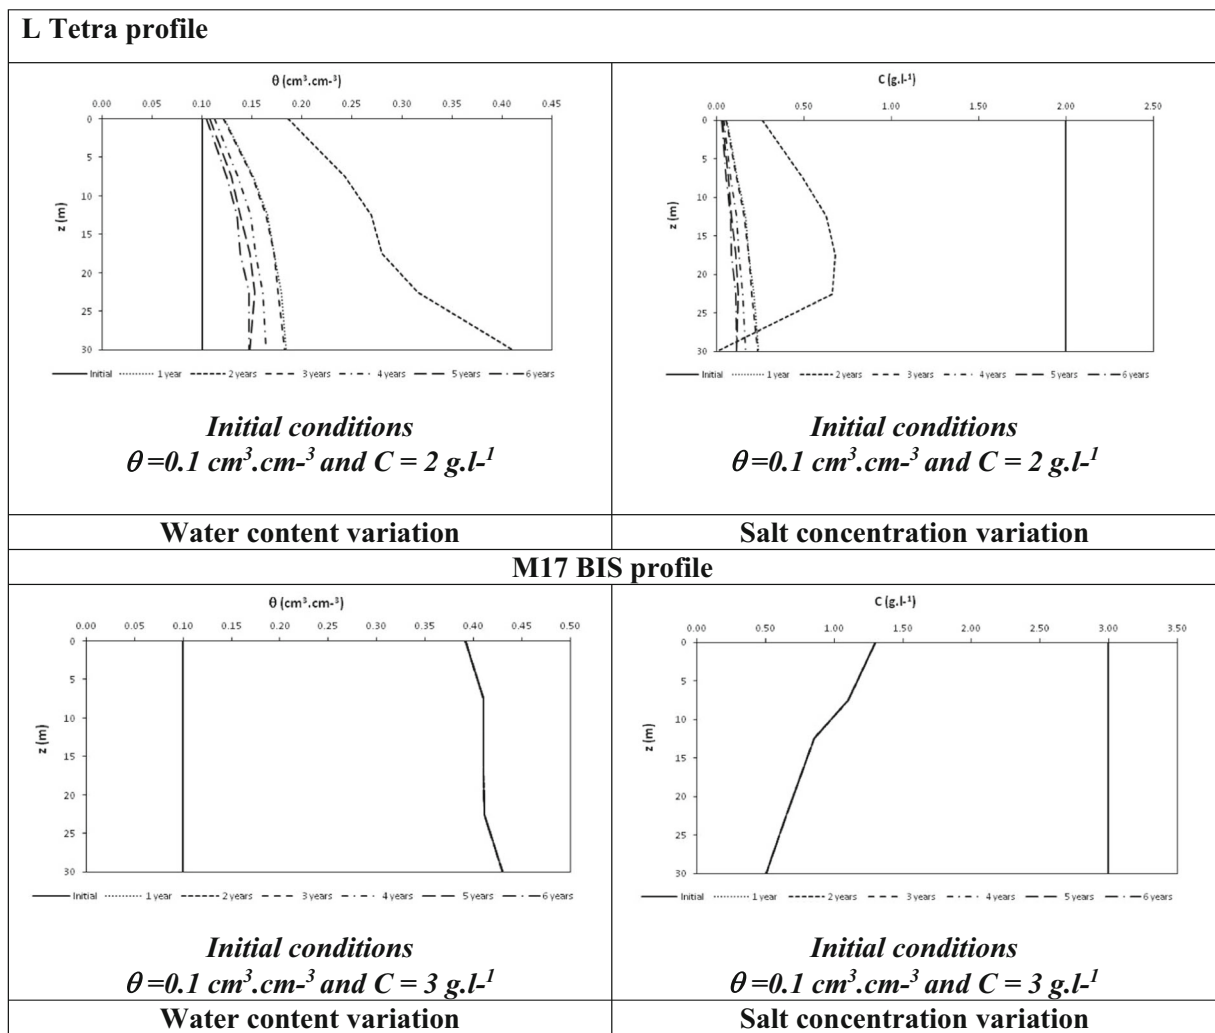 L Tetra profile
θ (cm³.cm-³)
0.00 0.05 0.10 0.15 0.20 0.25 0.30 0.35 0.40 0.45
0
5
10
15
20
25
30
z (m)
Initial 1 year 2 years 3 years 4 years 5 years 6 years
Initial conditions
θ=0.1 cm³.cm-³ and C = 2 g.l-¹
Water content variation
C (g.l-¹)
0.00 0.50 1.00 1.50 2.00 2.50
0
5
10
15
20
25
30
z (m)
Initial 1 year 2 years 3 years 4 years 5 years 6 years
Initial conditions
θ=0.1 cm³.cm-³ and C = 2 g.l-¹
Salt concentration variation
M17 BIS profile
θ (cm³.cm-³)
0.00 0.05 0.10 0.15 0.20 0.25 0.30 0.35 0.40 0.45 0.50
0
5
10
15
20
25
30
z (m)
Initial 1 year 2 years 3 years 4 years 5 years 6 years
Initial conditions
θ=0.1 cm³.cm-³ and C = 3 g.l-¹
Water content variation
C (g.l-¹)
0.00 0.50 1.00 1.50 2.00 2.50 3.00 3.50
0
5
10
15
20
25
30
z (m)
Initial 1 year 2 years 3 years 4 years 5 years 6 years
Initial conditions
θ=0.1 cm³.cm-³ and C = 3 g.l-¹
Salt concentration variation